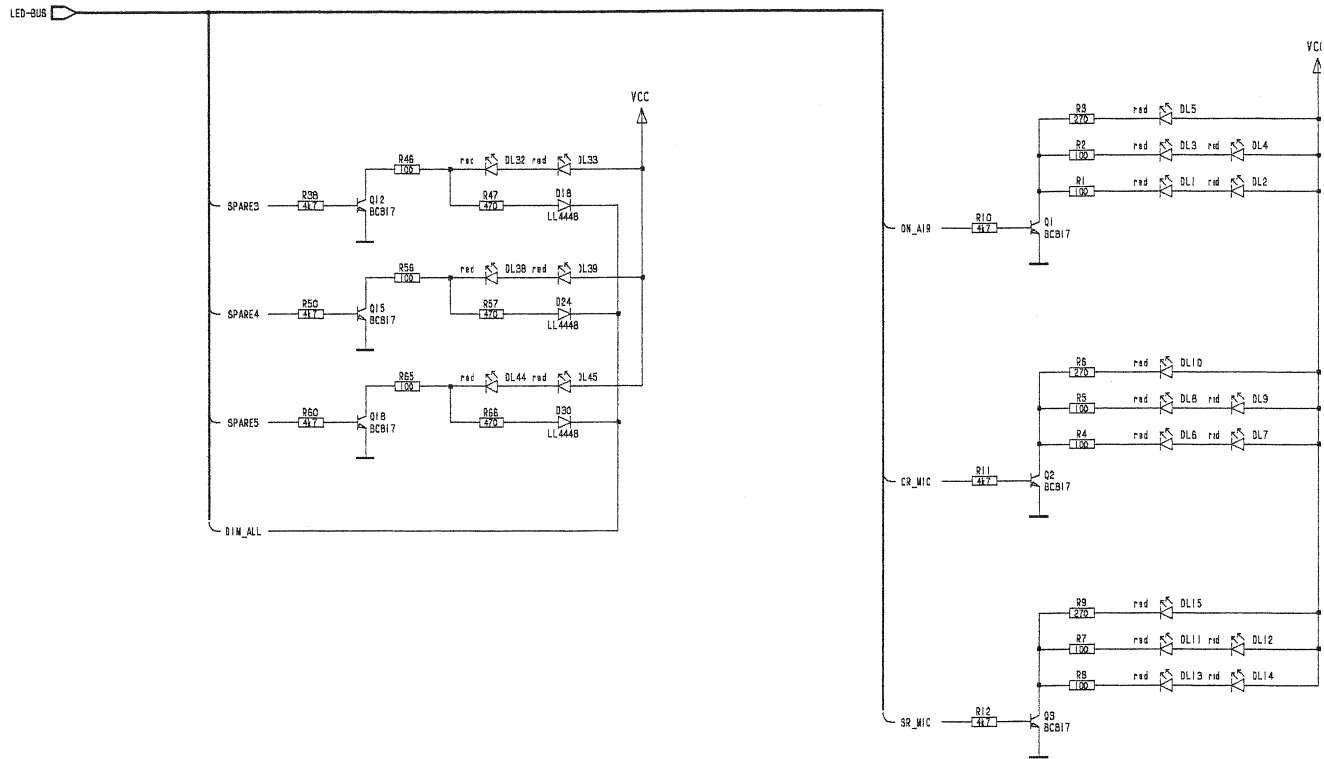 LED-BUS
VCC
R46 red DL32 red DL33
100
R38 Q12 R47 D18
SPARE3 4k7 BC817 470 LL4448
R56 red DL38 red DL39
100
R50 Q15 R57 D24
SPARE4 4k7 BC817 470 LL4448
R65 red DL44 red DL45
100
R60 Q18 R66 D30
SPARE5 4k7 BC817 470 LL4448
DIM_ALL
VCC
R3 red DL5
270
R2 red DL3 red DL4
100
R1 red DL1 red DL2
100
R10 Q1
ON_AIR 4k7 BC817
R6 red DL10
270
R5 red DL8 red DL9
100
R4 red DL6 red DL7
100
R11 Q2
CR_MIC 4k7 BC817
R9 red DL15
270
R7 red DL11 red DL12
100
R8 red DL13 red DL14
100
R12 Q3
SR_MIC 4k7 BC817